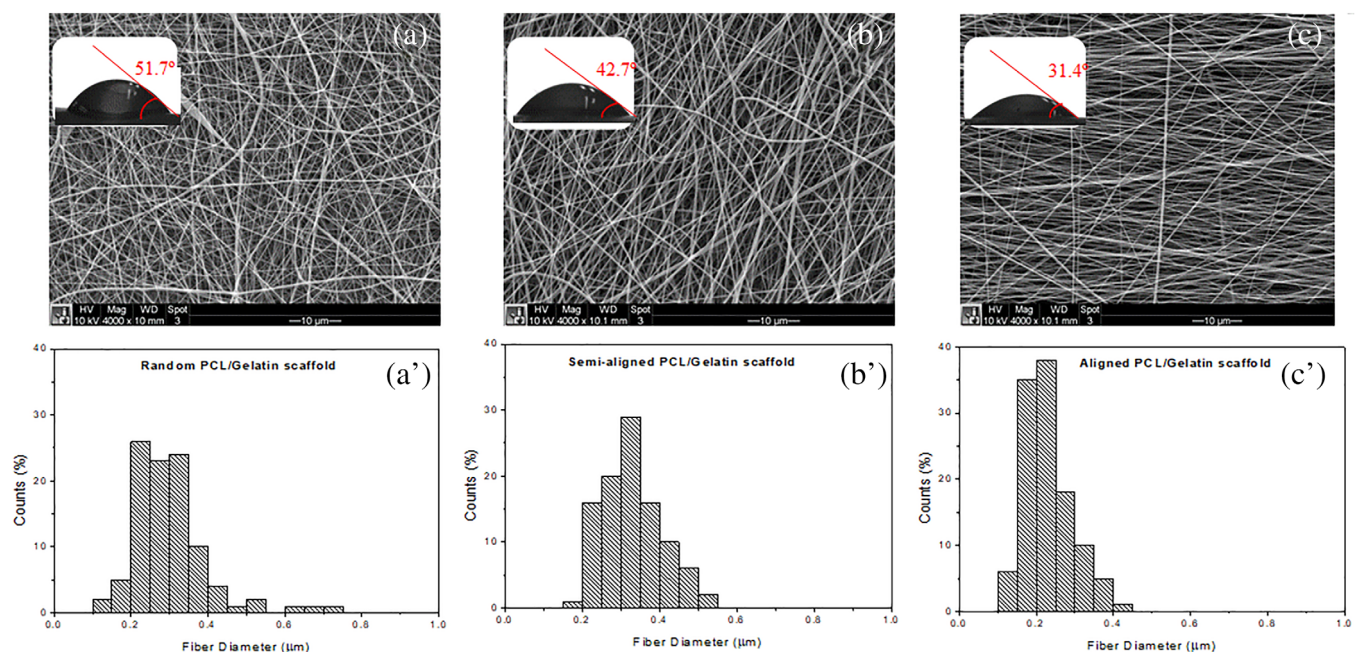 (a)
51.7°
HV Mag WD Spot
10 kV 4000 x 10 mm 3
10 µm
(b)
42.7°
HV Mag WD Spot
10 kV 4000 x 10.1 mm 3
10 µm
(c)
31.4°
HV Mag WD Spot
10 kV 4000 x 10.1 mm 3
10 µm
Random PCL/Gelatin scaffold
(a')
Counts (%)
40
30
20
10
0
0.0 0.2 0.4 0.6 0.8 1.0
Fiber Diameter (µm)
Semi-aligned PCL/Gelatin scaffold
(b')
Counts (%)
40
30
20
10
0
0.0 0.2 0.4 0.6 0.8 1.0
Fiber Diameter (µm)
Aligned PCL/Gelatin scaffold
(c')
Counts (%)
40
30
20
10
0
0.0 0.2 0.4 0.6 0.8 1.0
Fiber Diameter (µm)